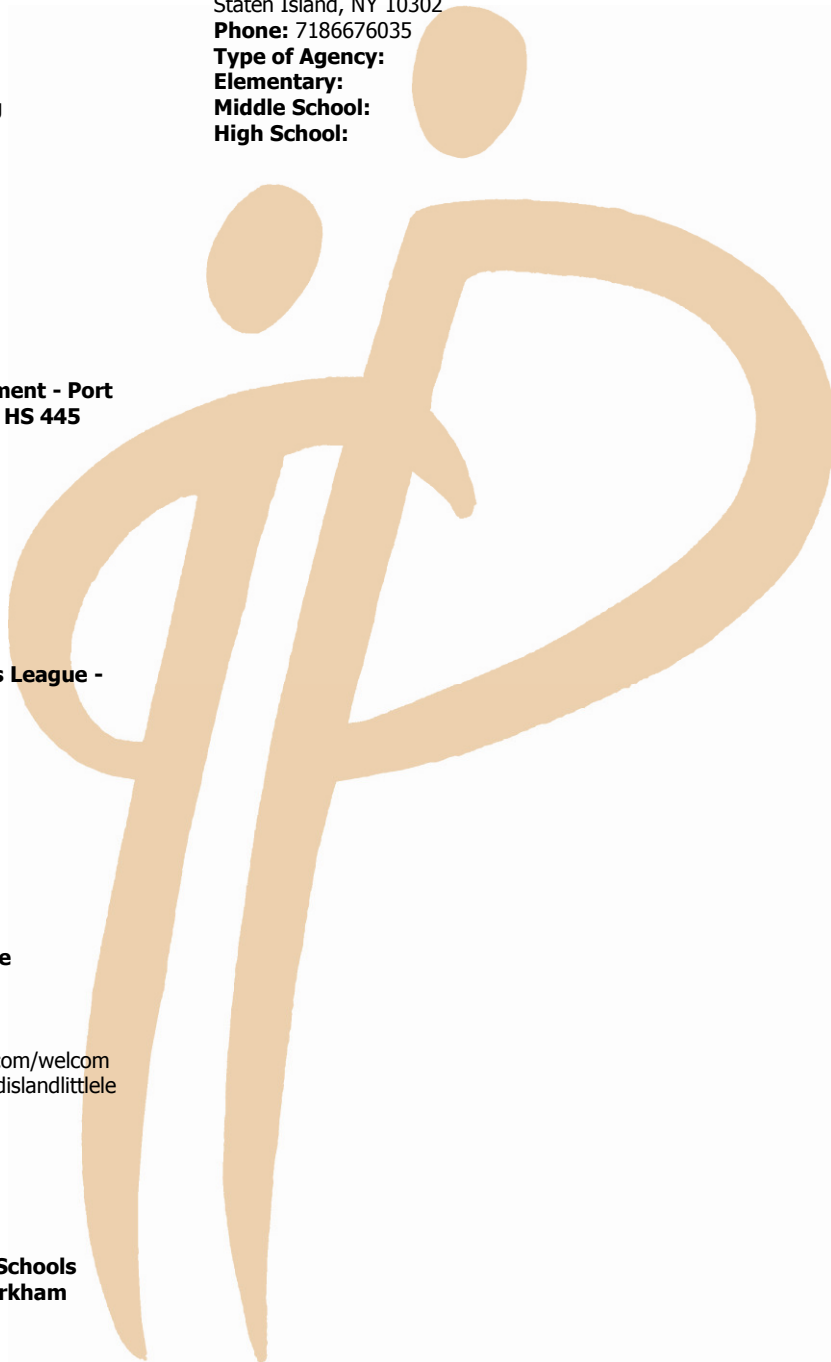 Staten Island, NY 10302
Phone: 7186676035
Type of Agency:
Elementary:
Middle School:
High School:
ment - Port
HS 445
s League -
e
com/welcom
dislandlittlele
Schools
rkham